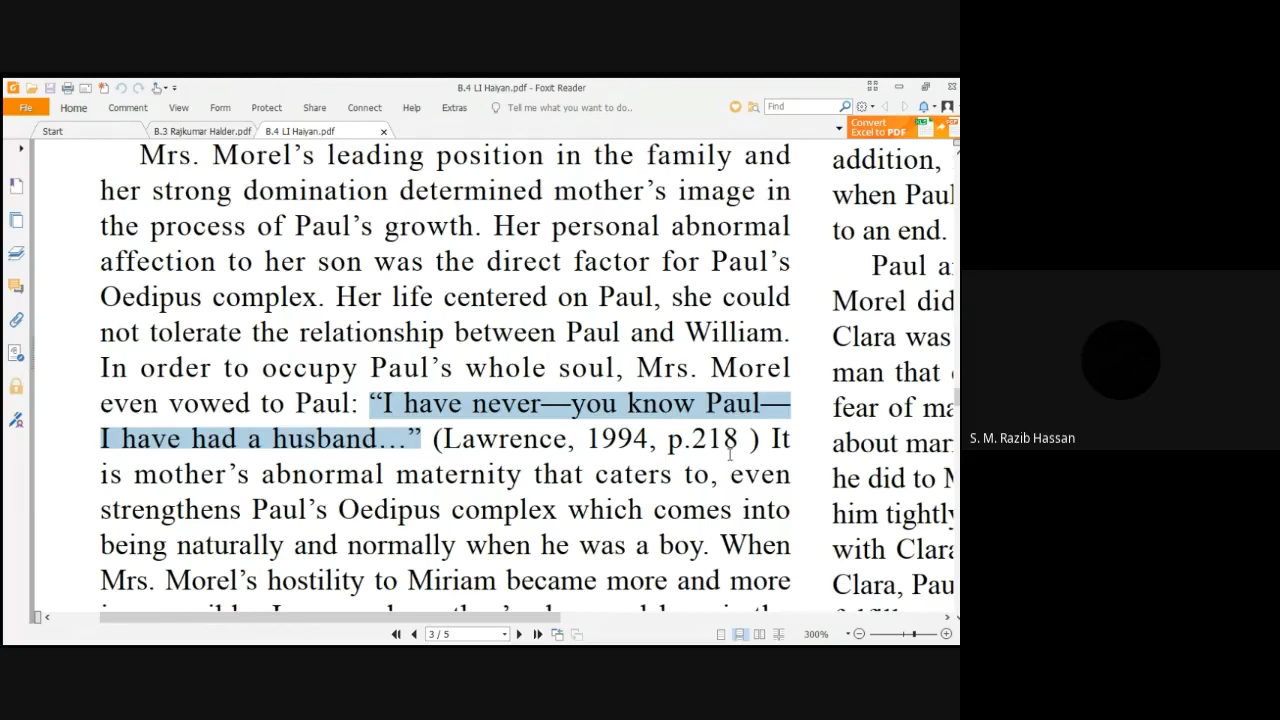 B.4 LI Haiyan.pdf - Foxit Reader
File Home Comment View Form Protect Share Connect Help Extras Tell me what you want to do.. Find
Start B.3 Rajkumar Halder.pdf B.4 LI Haiyan.pdf
Convert
Excel to PDF
Mrs. Morel’s leading position in the family and
her strong domination determined mother’s image in
the process of Paul’s growth. Her personal abnormal
affection to her son was the direct factor for Paul’s
Oedipus complex. Her life centered on Paul, she could
not tolerate the relationship between Paul and William.
In order to occupy Paul’s whole soul, Mrs. Morel
even vowed to Paul: “I have never—you know Paul—
I have had a husband…” (Lawrence, 1994, p.218 ) It
is mother’s abnormal maternity that caters to, even
strengthens Paul’s Oedipus complex which comes into
being naturally and normally when he was a boy. When
Mrs. Morel’s hostility to Miriam became more and more
addition,
when Paul
to an end.
Paul
Morel did
Clara was
man that
fear of
about
he did to
him tightly
with Clara
Clara, Pau
3 / 5
300%
S. M. Razib Hassan